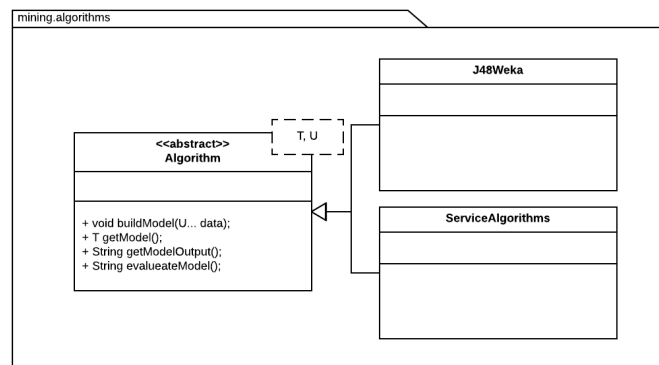 mining.algorithms
J48Weka
T, U
<<abstract>>
Algorithm
+ void buildModel(U... data);
+ T getModel();
+ String getModelOutput();
+ String evalueateModel();
ServiceAlgorithms